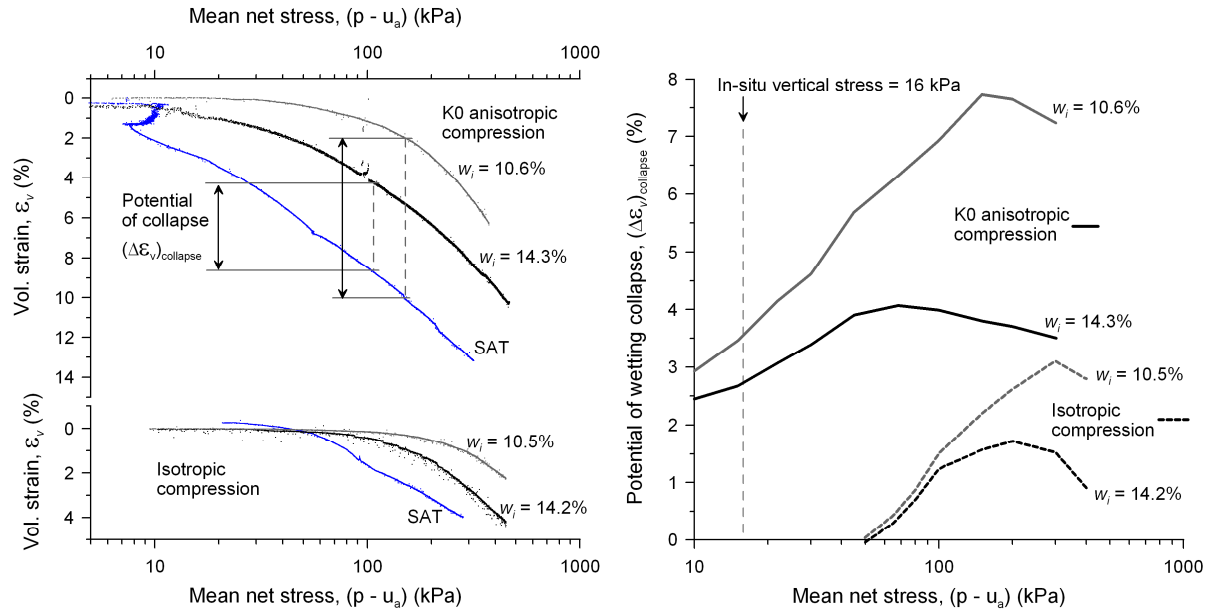 Mean net stress, (p - uₐ) (kPa)
10 100 1000
0
2
4
6
8
10
12
14
Vol. strain, εᵥ (%)
K0 anisotropic
compression
wᵢ = 10.6%
Potential
of collapse
(Δεᵥ)collapse
wᵢ = 14.3%
SAT
0
2
4
Vol. strain, εᵥ (%)
Isotropic
compression
wᵢ = 10.5%
wᵢ = 14.2%
SAT
10 100 1000
Mean net stress, (p - uₐ) (kPa)
Potential of wetting collapse, (Δεᵥ)collapse (%)
8
7
6
5
4
3
2
1
0
In-situ vertical stress = 16 kPa
wᵢ = 10.6%
K0 anisotropic
compression
wᵢ = 14.3%
wᵢ = 10.5%
Isotropic
compression
wᵢ = 14.2%
10 100 1000
Mean net stress, (p - uₐ) (kPa)